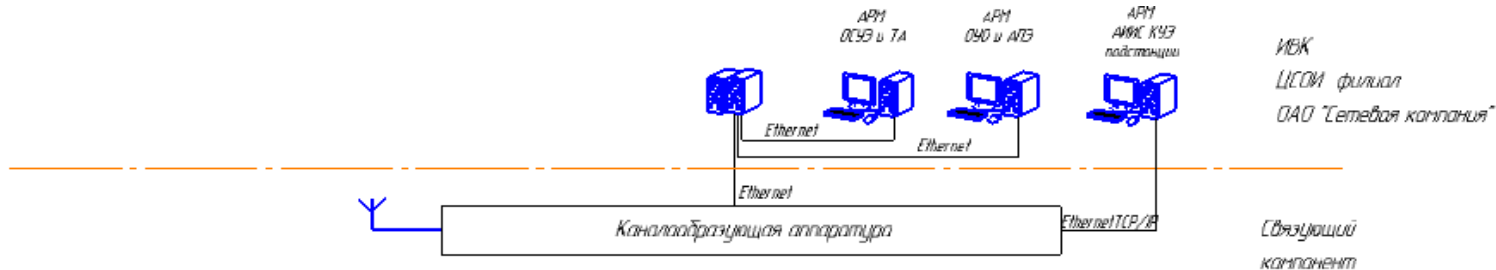 АРМ
ОСУЭ и ТА
АРМ
ОУО и АПЭ
АРМ
АИИС КУЭ
подстанции
ИВК
ЦСОИ филиал
ОАО "Сетевая компания"
Ethernet
Ethernet
Ethernet
Каналообразующая аппаратура
EthernetTCP/IP
Связующий
компонент